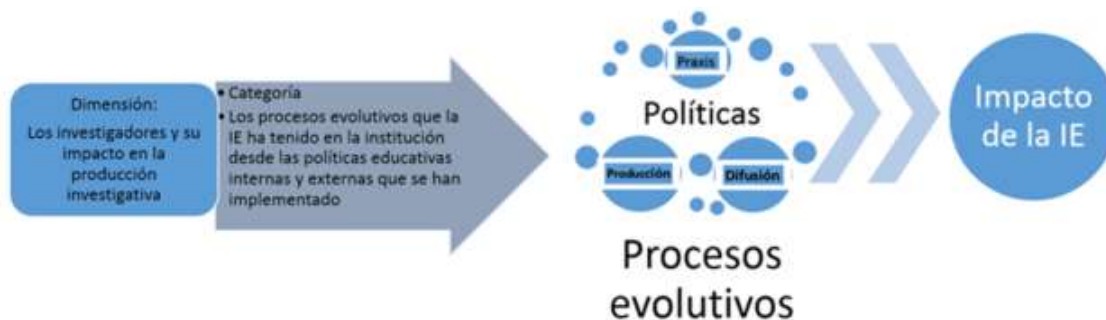 Dimensión:
Los investigadores y su
impacto en la
producción
investigativa
• Categoría
• Los procesos evolutivos que la
IE ha tenido en la institución
desde las políticas educativas
internas y externas que se han
implementado
Praxis
Políticas
Producción
Difusión
Procesos
evolutivos
Impacto
de la IE